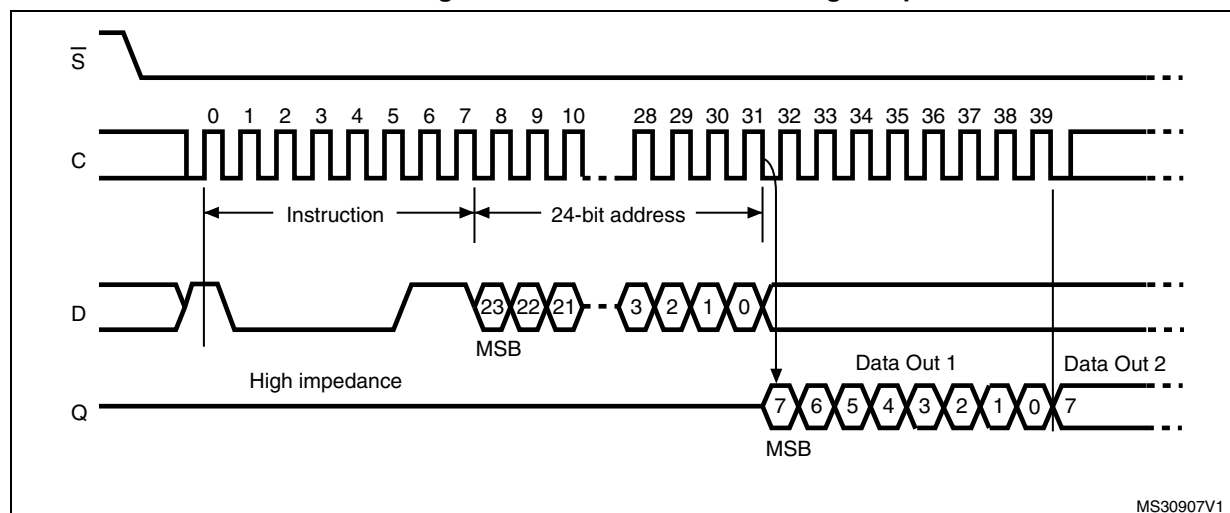 S
0 1 2 3 4 5 6 7 8 9 10 28 29 30 31 32 33 34 35 36 37 38 39
C
Instruction 24-bit address
D 23 22 21 3 2 1 0
MSB
High impedance Data Out 1 Data Out 2
Q 7 6 5 4 3 2 1 0 7
MSB
MS30907V1